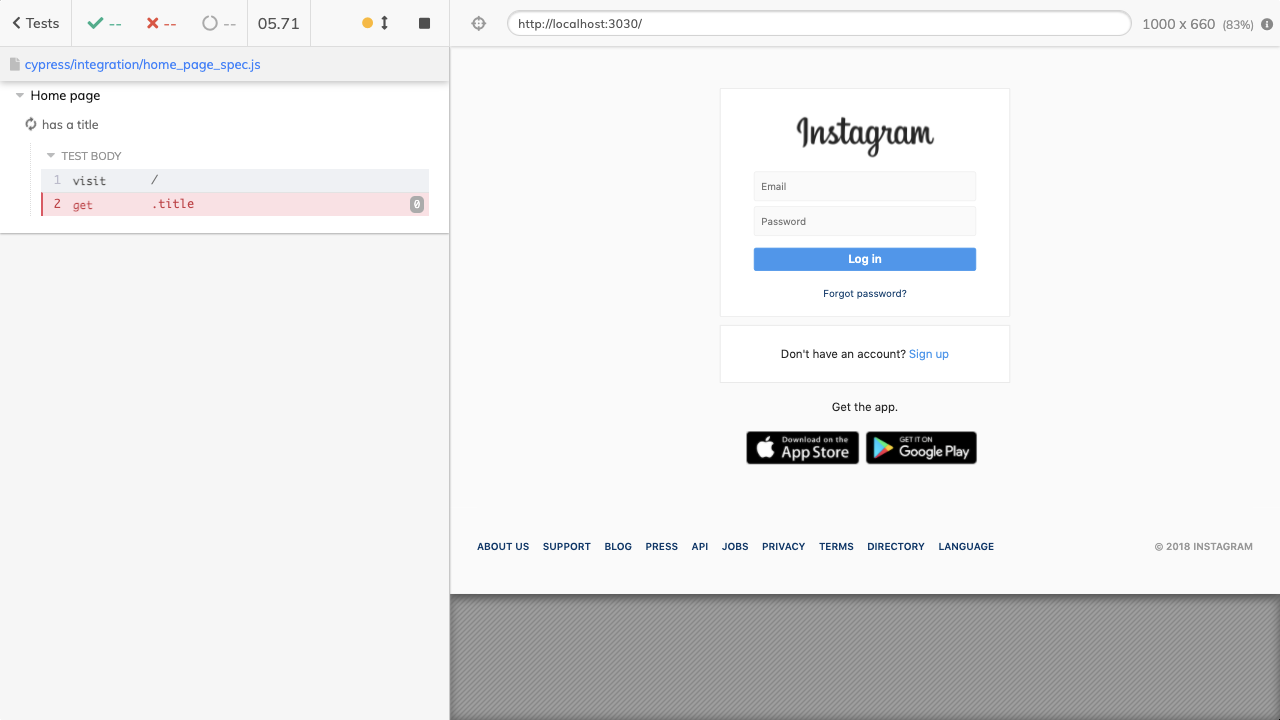 Tests -- -- -- 05.71
http://localhost:3030/ 1000 x 660 (83%)
cypress/integration/home_page_spec.js
Home page
has a title
TEST BODY
1 visit /
2 get .title 0
Instagram
Email
Password
Log in
Forgot password?
Don't have an account? Sign up
Get the app.
Download on the
App Store
GET IT ON
Google Play
ABOUT US SUPPORT BLOG PRESS API JOBS PRIVACY TERMS DIRECTORY LANGUAGE © 2018 INSTAGRAM